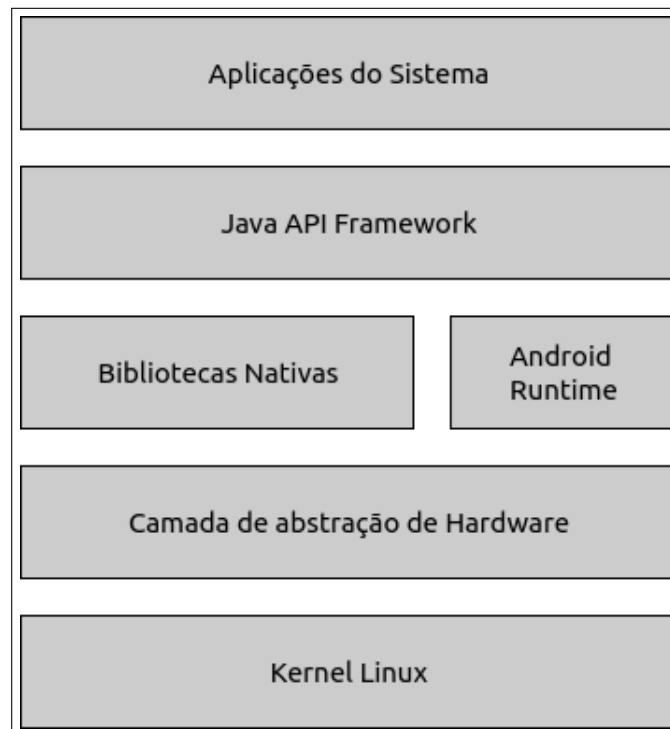 Aplicações do Sistema
Java API Framework
Bibliotecas Nativas
Android
Runtime
Camada de abstração de Hardware
Kernel Linux